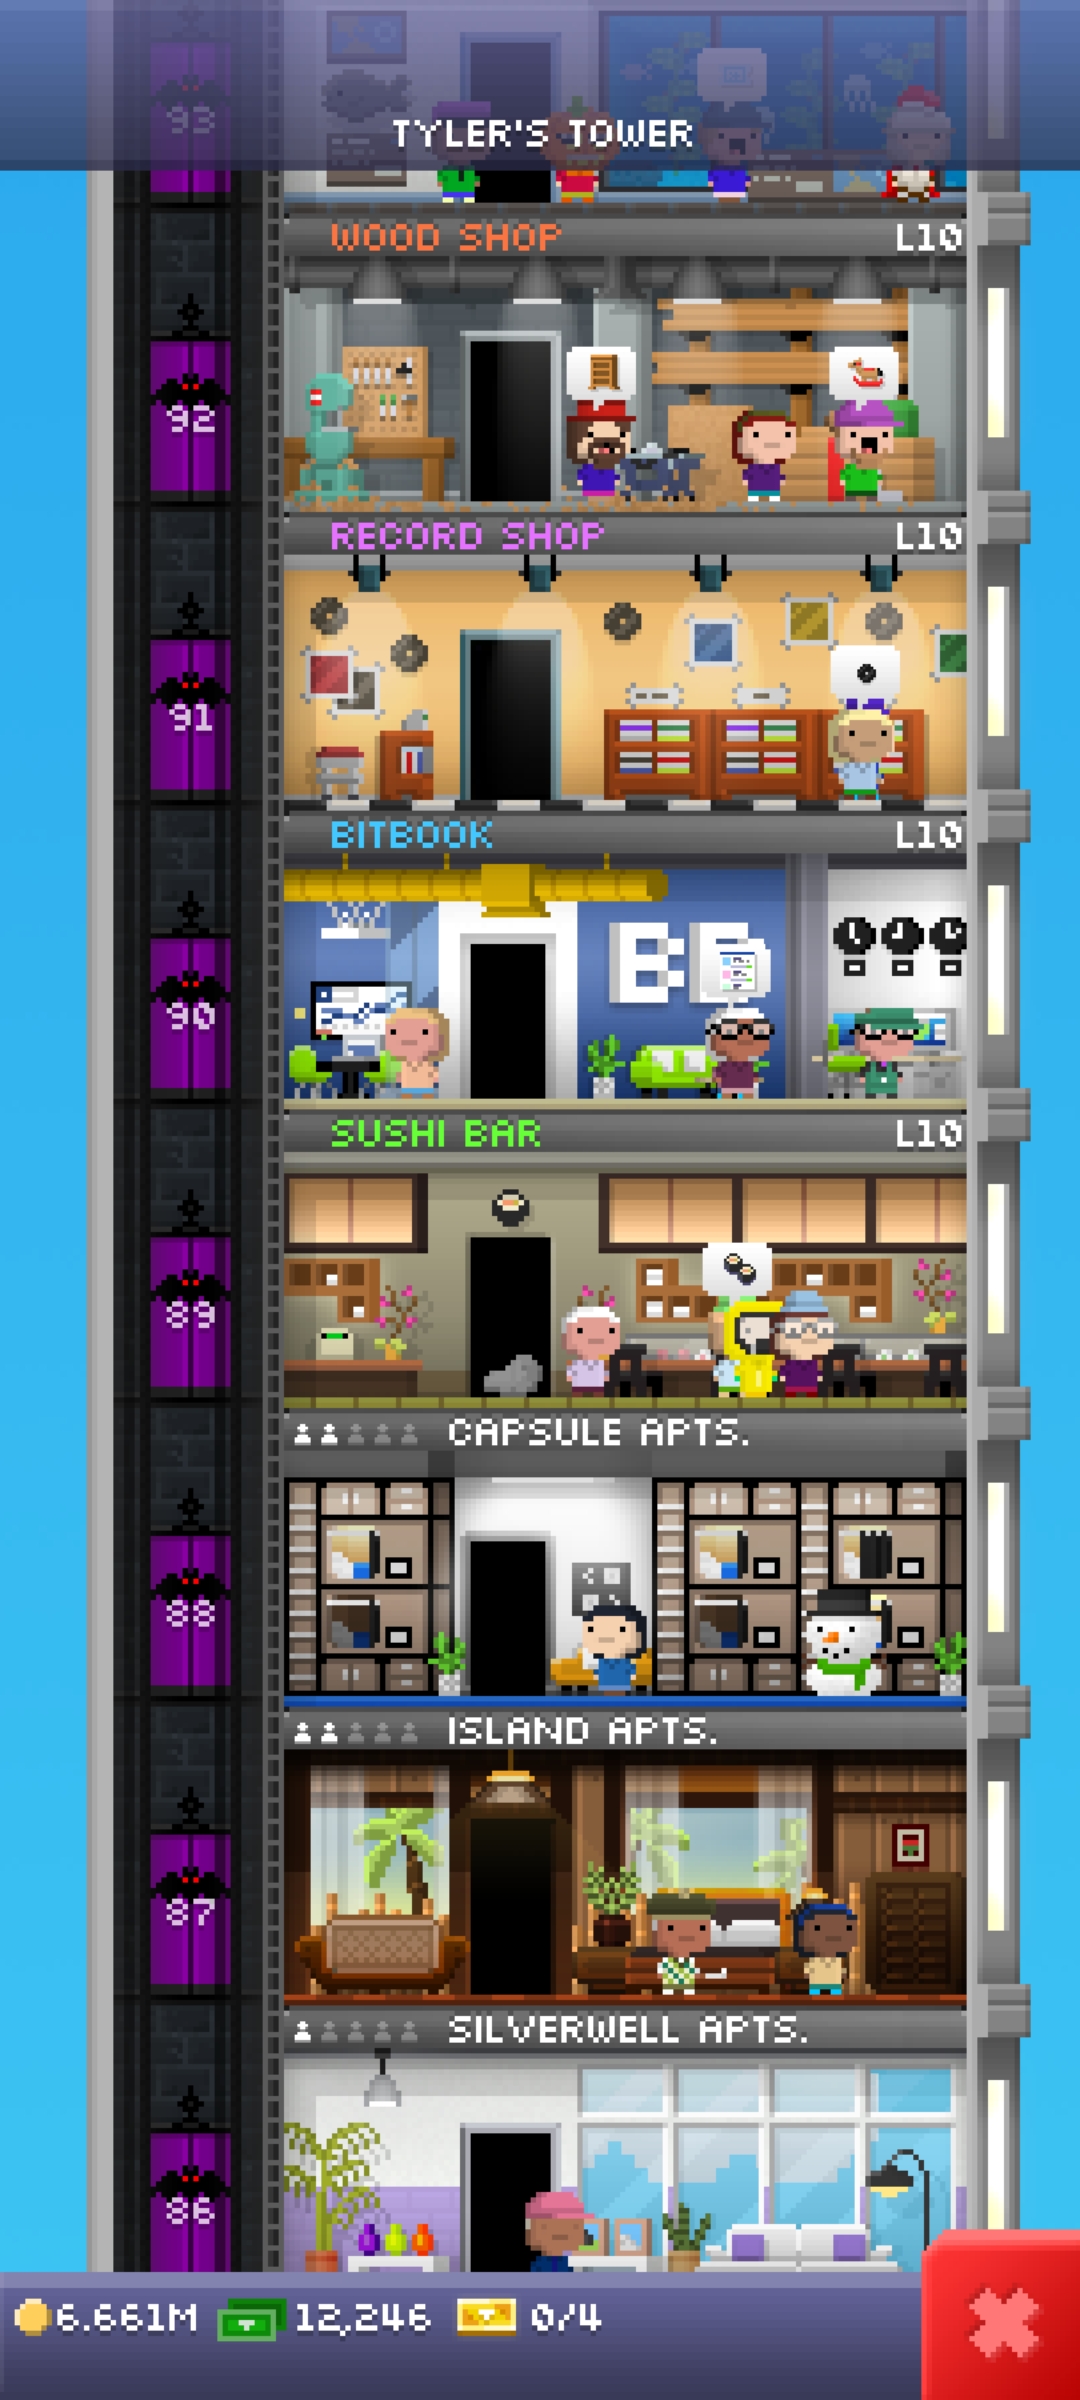 93
TYLER'S TOWER
WOOD SHOP L10
92
RECORD SHOP L10
91
BITBOOK L10
BB
90
SUSHI BAR L10
89
CAPSULE APTS.
88
ISLAND APTS.
87
SILVERWELL APTS.
86
6.661M 12,246 0/4